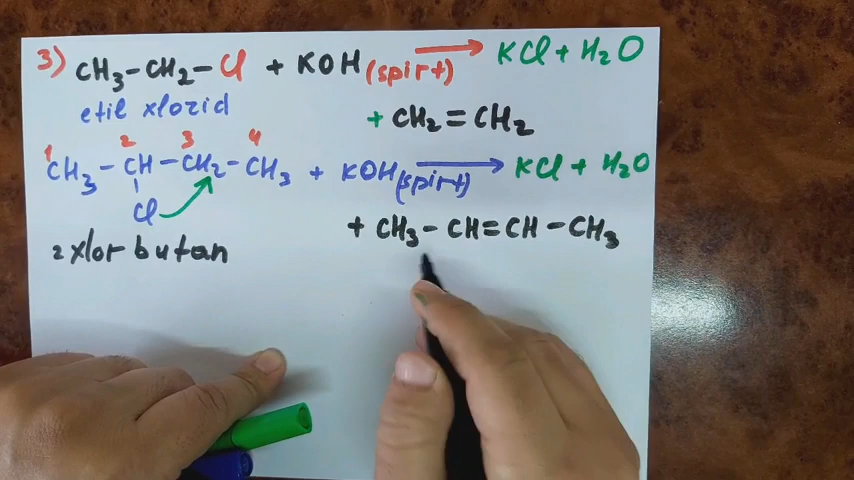 3) CH₃-CH₂-Cl + KOH(spirt) → KCl + H₂O
etil xlorid + CH₂=CH₂
1 2 3 4
CH₃-CH-CH₂-CH₃ + KOH(spirt) → KCl + H₂O
Cl
+ CH₃-CH=CH-CH₃
2 xlor butan